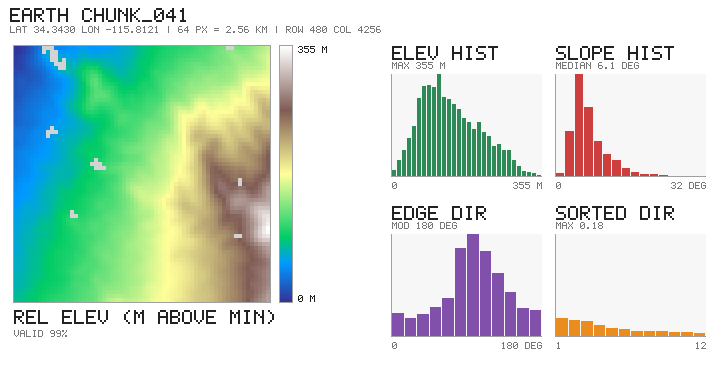 EARTH CHUNK_041
LAT 34.3430 LON -115.8121 | 64 PX = 2.56 KM | ROW 480 COL 4256
355 M
0 M
REL ELEV (M ABOVE MIN)
VALID 99%
ELEV HIST
MAX 355 M
0 355 M
SLOPE HIST
MEDIAN 6.1 DEG
0 32 DEG
EDGE DIR
MOD 180 DEG
0 180 DEG
SORTED DIR
MAX 0.18
1 12